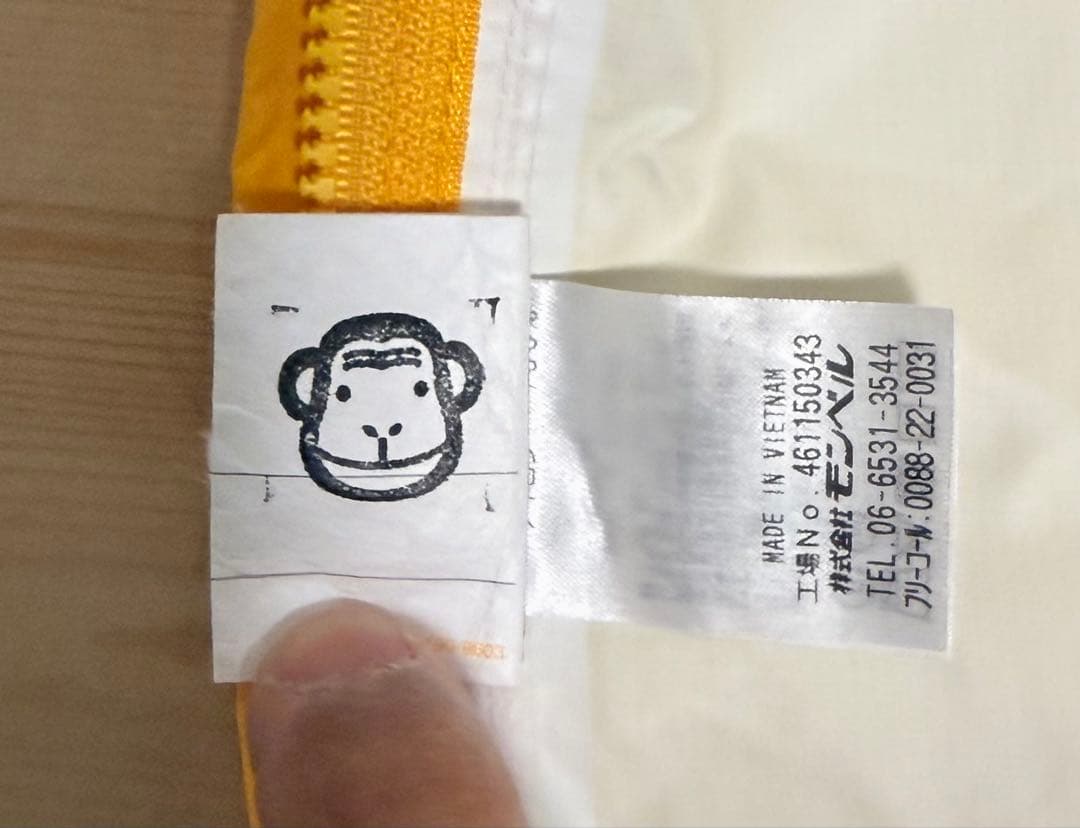 MADE IN VIETNAM
工場No. 461150343
株式会社モンベル
TEL.06-6531-3544
フリーコール:0088-22-0031